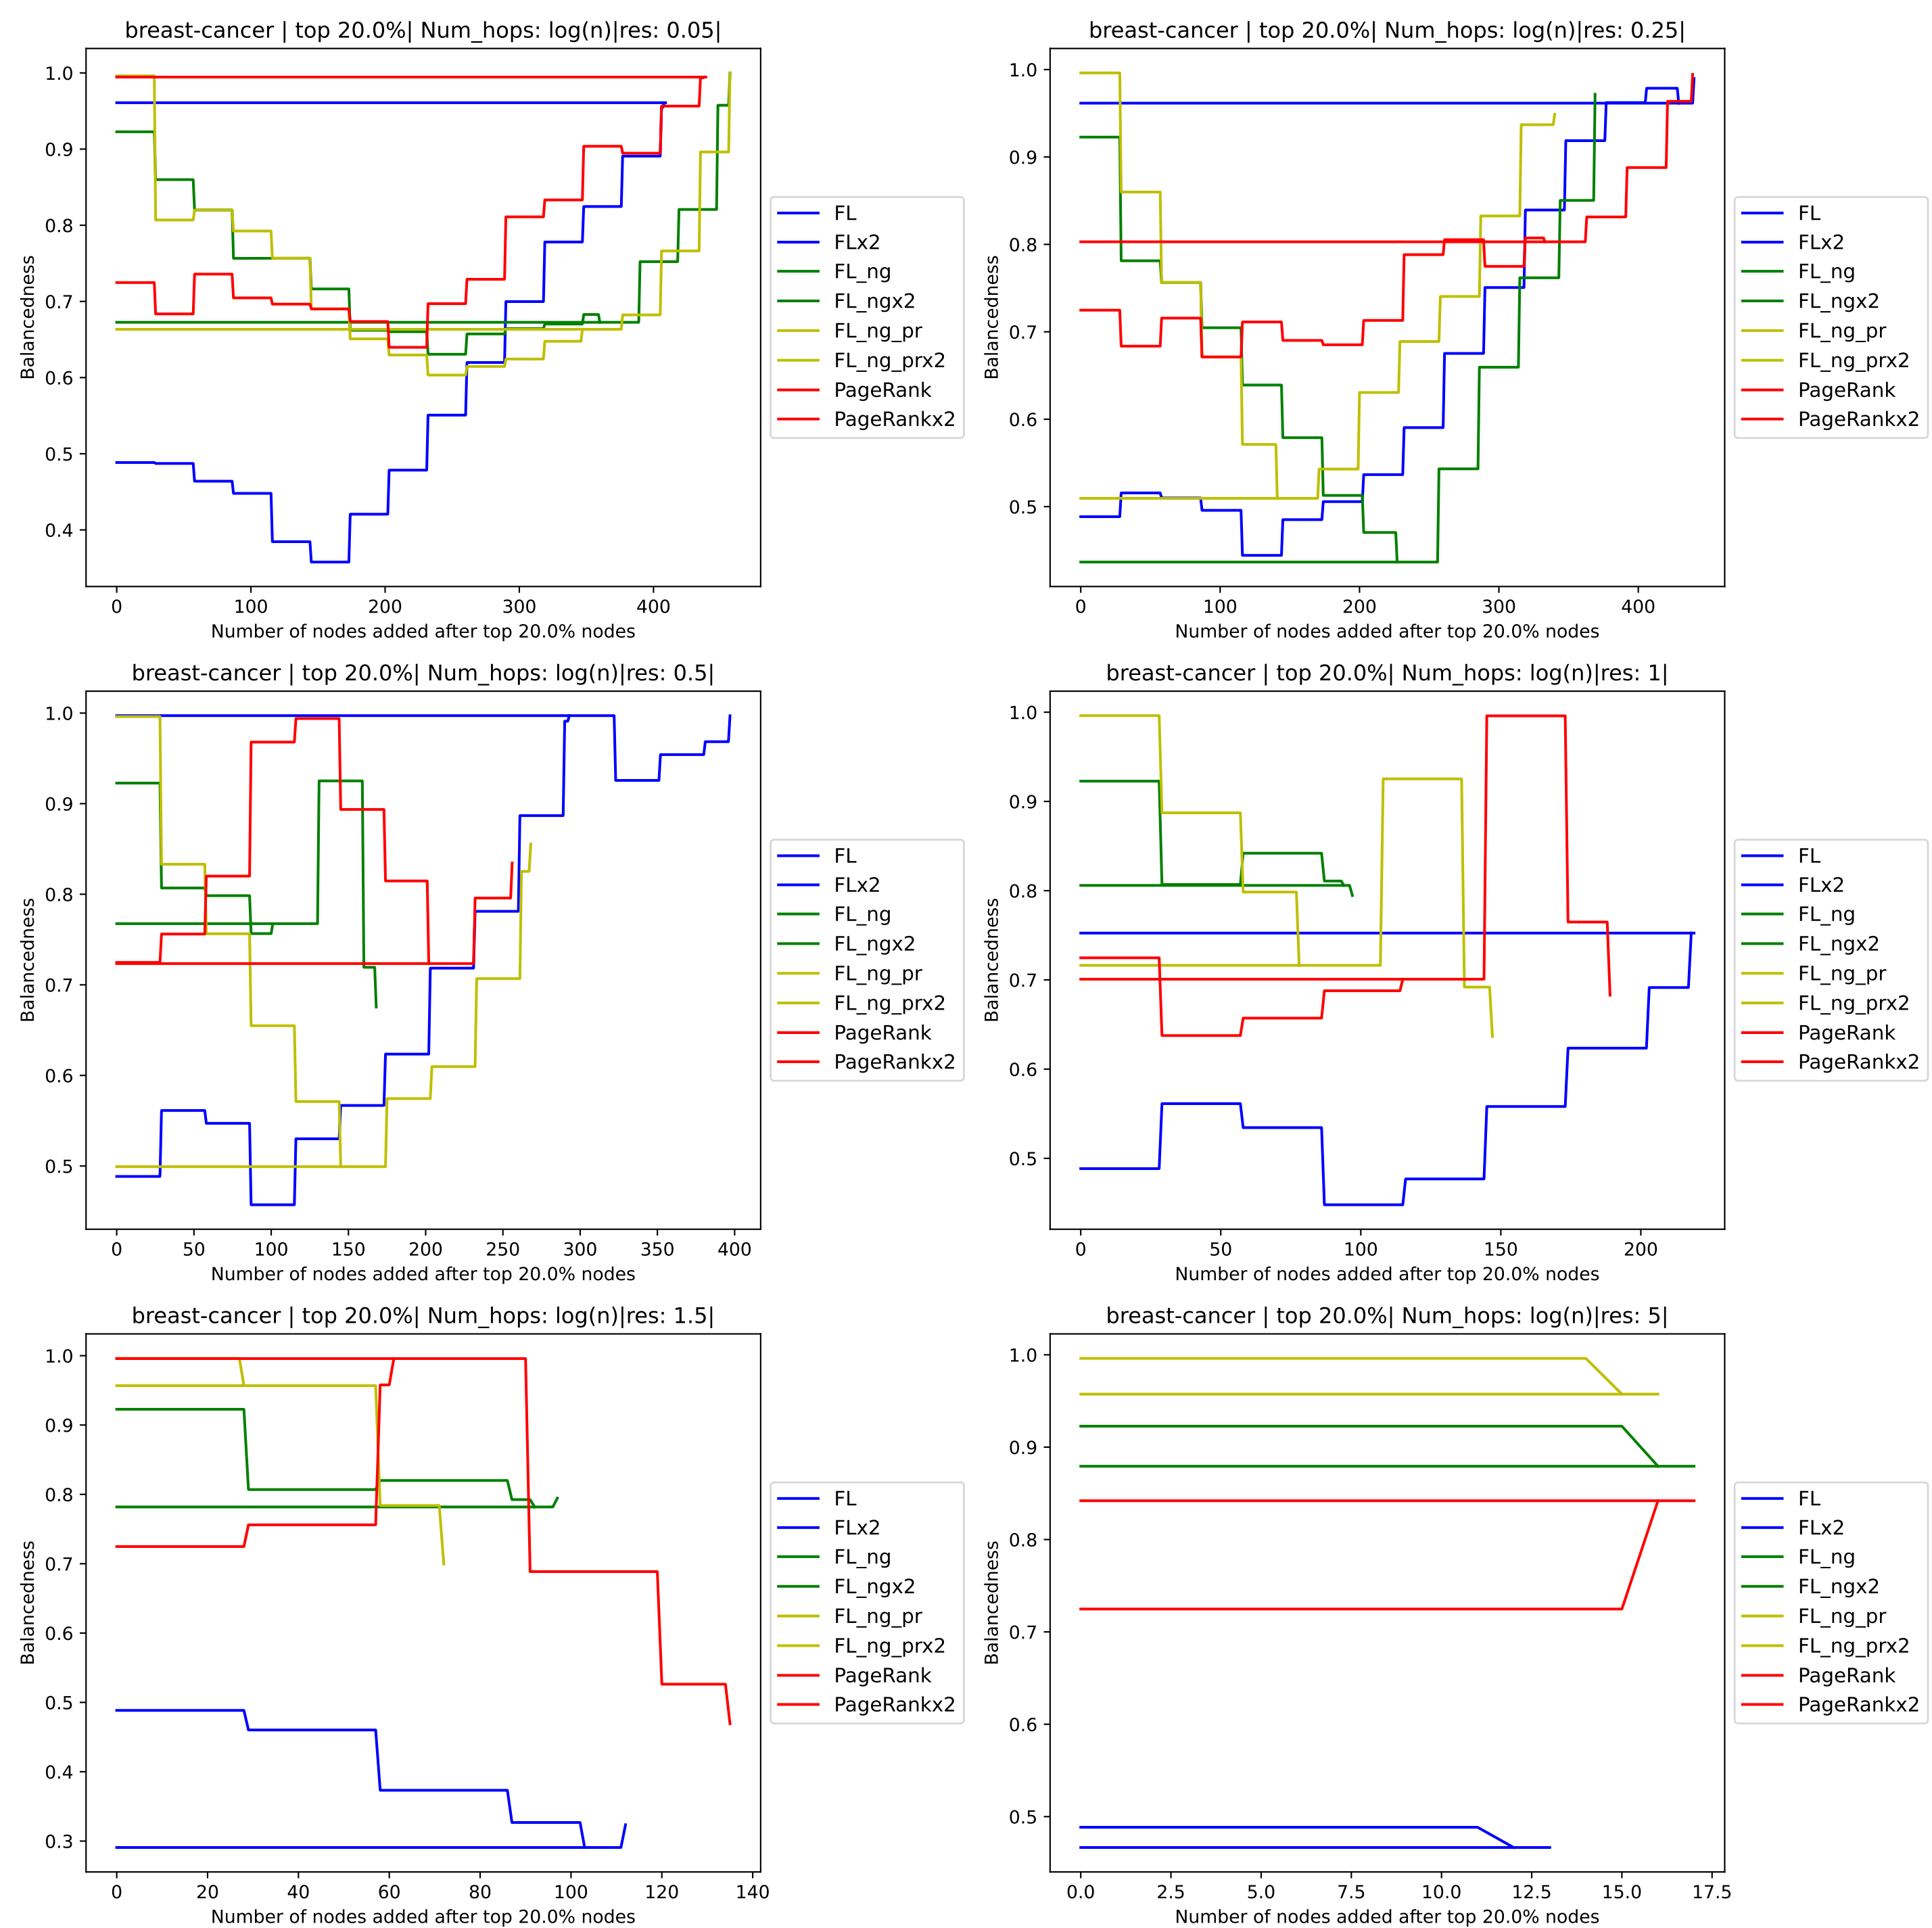 breast-cancer | top 20.0%| Num_hops: log(n)|res: 0.05|
1.0
0.9
0.8
0.7
0.6
0.5
0.4
Balancedness
0
100
200
300
400
Number of nodes added after top 20.0% nodes
FL
FLx2
FL_ng
FL_ngx2
FL_ng_pr
FL_ng_prx2
PageRank
PageRankx2
breast-cancer | top 20.0%| Num_hops: log(n)|res: 0.25|
1.0
0.9
0.8
0.7
0.6
0.5
Balancedness
0
100
200
300
400
Number of nodes added after top 20.0% nodes
FL
FLx2
FL_ng
FL_ngx2
FL_ng_pr
FL_ng_prx2
PageRank
PageRankx2
breast-cancer | top 20.0%| Num_hops: log(n)|res: 0.5|
1.0
0.9
0.8
0.7
0.6
0.5
Balancedness
0
50
100
150
200
250
300
350
400
Number of nodes added after top 20.0% nodes
FL
FLx2
FL_ng
FL_ngx2
FL_ng_pr
FL_ng_prx2
PageRank
PageRankx2
breast-cancer | top 20.0%| Num_hops: log(n)|res: 1|
1.0
0.9
0.8
0.7
0.6
0.5
Balancedness
0
50
100
150
200
Number of nodes added after top 20.0% nodes
FL
FLx2
FL_ng
FL_ngx2
FL_ng_pr
FL_ng_prx2
PageRank
PageRankx2
breast-cancer | top 20.0%| Num_hops: log(n)|res: 1.5|
1.0
0.9
0.8
0.7
0.6
0.5
0.4
0.3
Balancedness
0
20
40
60
80
100
120
140
Number of nodes added after top 20.0% nodes
FL
FLx2
FL_ng
FL_ngx2
FL_ng_pr
FL_ng_prx2
PageRank
PageRankx2
breast-cancer | top 20.0%| Num_hops: log(n)|res: 5|
1.0
0.9
0.8
0.7
0.6
0.5
Balancedness
0.0
2.5
5.0
7.5
10.0
12.5
15.0
17.5
Number of nodes added after top 20.0% nodes
FL
FLx2
FL_ng
FL_ngx2
FL_ng_pr
FL_ng_prx2
PageRank
PageRankx2